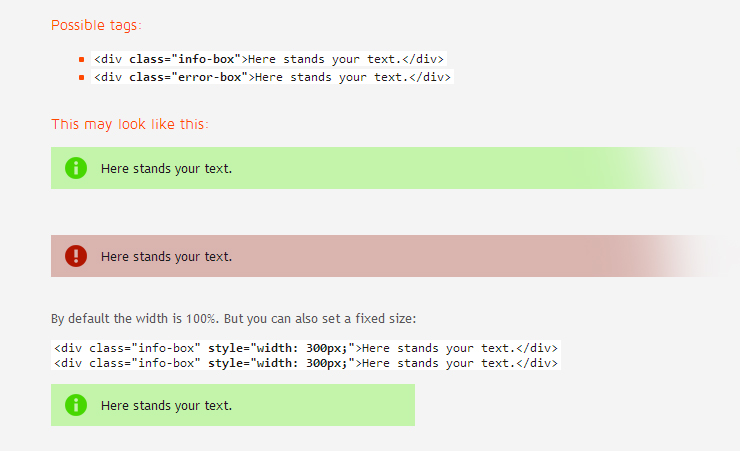 Possible tags:
<div class="info-box">Here stands your text.</div>
<div class="error-box">Here stands your text.</div>
This may look like this:
Here stands your text.
Here stands your text.
By default the width is 100%. But you can also set a fixed size:
<div class="info-box" style="width: 300px;">Here stands your text.</div>
<div class="info-box" style="width: 300px;">Here stands your text.</div>
Here stands your text.